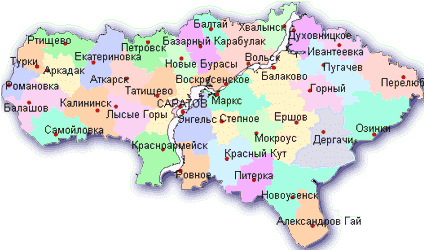 Хвалынск
Балтай
Духовницкое
Ртищево
Петровск
Базарный Карабулак
Ивантеевка
Екатериновка
Турки
Новые Бурасы
Вольск
Пугачев
Аркадак
Балаково
Аткарск
Воскресенское
Перелюб
Романовка
Татищево
Горный
Маркс
Балашов
Калининск
САРАТОВ
Лысые Горы
Энгельс
Степное
Ершов
Самойловка
Озинки
Мокроус
Дергачи
Красноармейск
Красный Кут
Ровное
Питерка
Новоузенск
Александров Гай